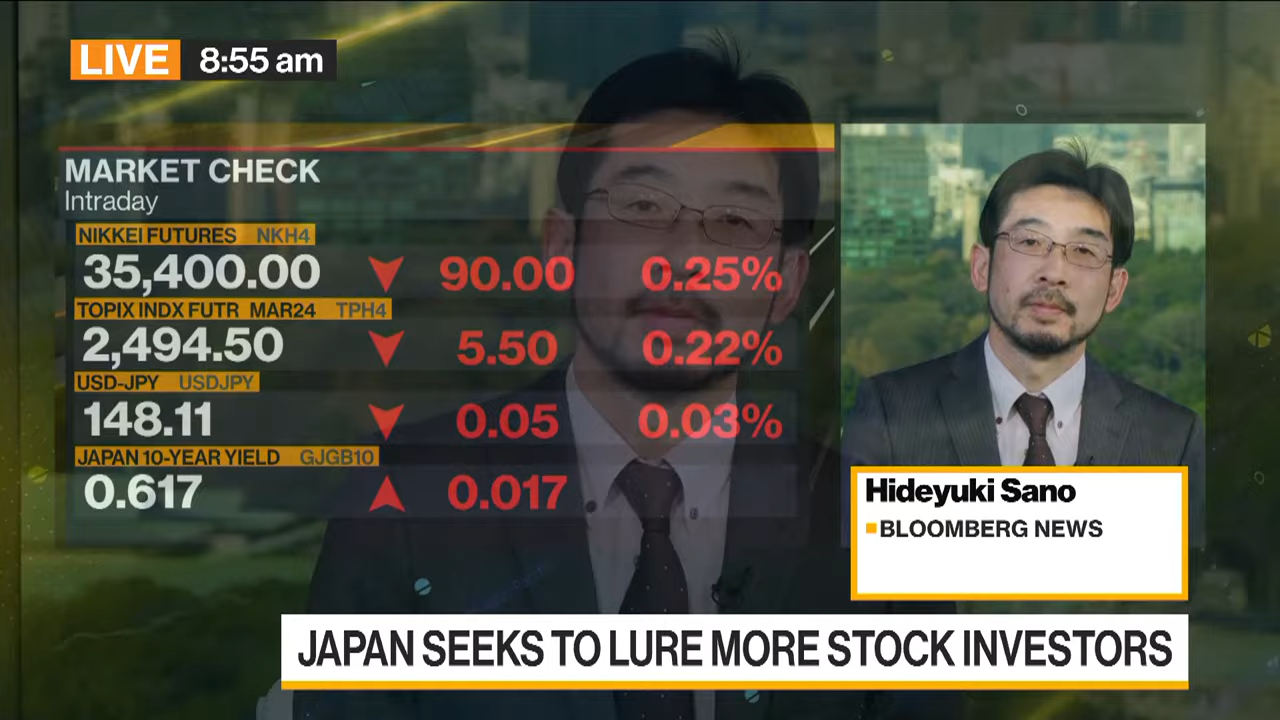 LIVE 8:55 am
MARKET CHECK
Intraday
NIKKEI FUTURES NKH4
35,400.00 90.00 0.25%
TOPIX INDX FUTR MAR24 TPH4
2,494.50 5.50 0.22%
USD-JPY USDJPY
148.11 0.05 0.03%
JAPAN 10-YEAR YIELD GJGB10
0.617 0.017
Hideyuki Sano
BLOOMBERG NEWS
JAPAN SEEKS TO LURE MORE STOCK INVESTORS